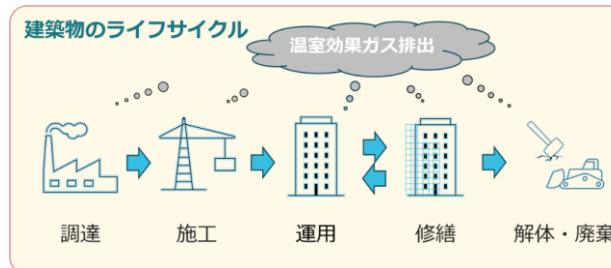 建築物のライフサイクル
温室効果ガス排出
調達
施工
運用
修繕
解体・廃棄